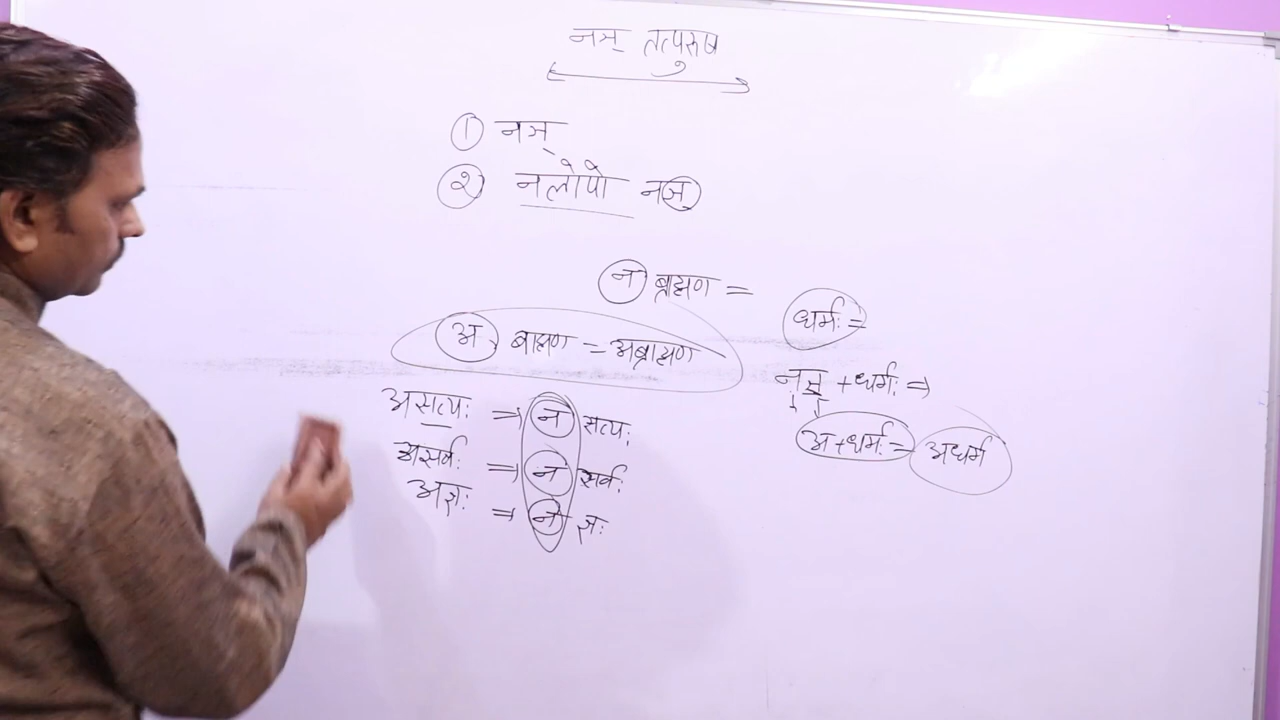 नञ् तत्पुरुष
① नञ्
② नलोपो नञः
न ब्राह्मण =
अ ब्राह्मण = अब्राह्मण
असत्यः ⇒ न सत्यः
असर्वः ⇒ न सर्वः
अज्ञः ⇒ न ज्ञः
धर्मः =
नञ् + धर्मः ⇒
अ + धर्मः = अधर्म